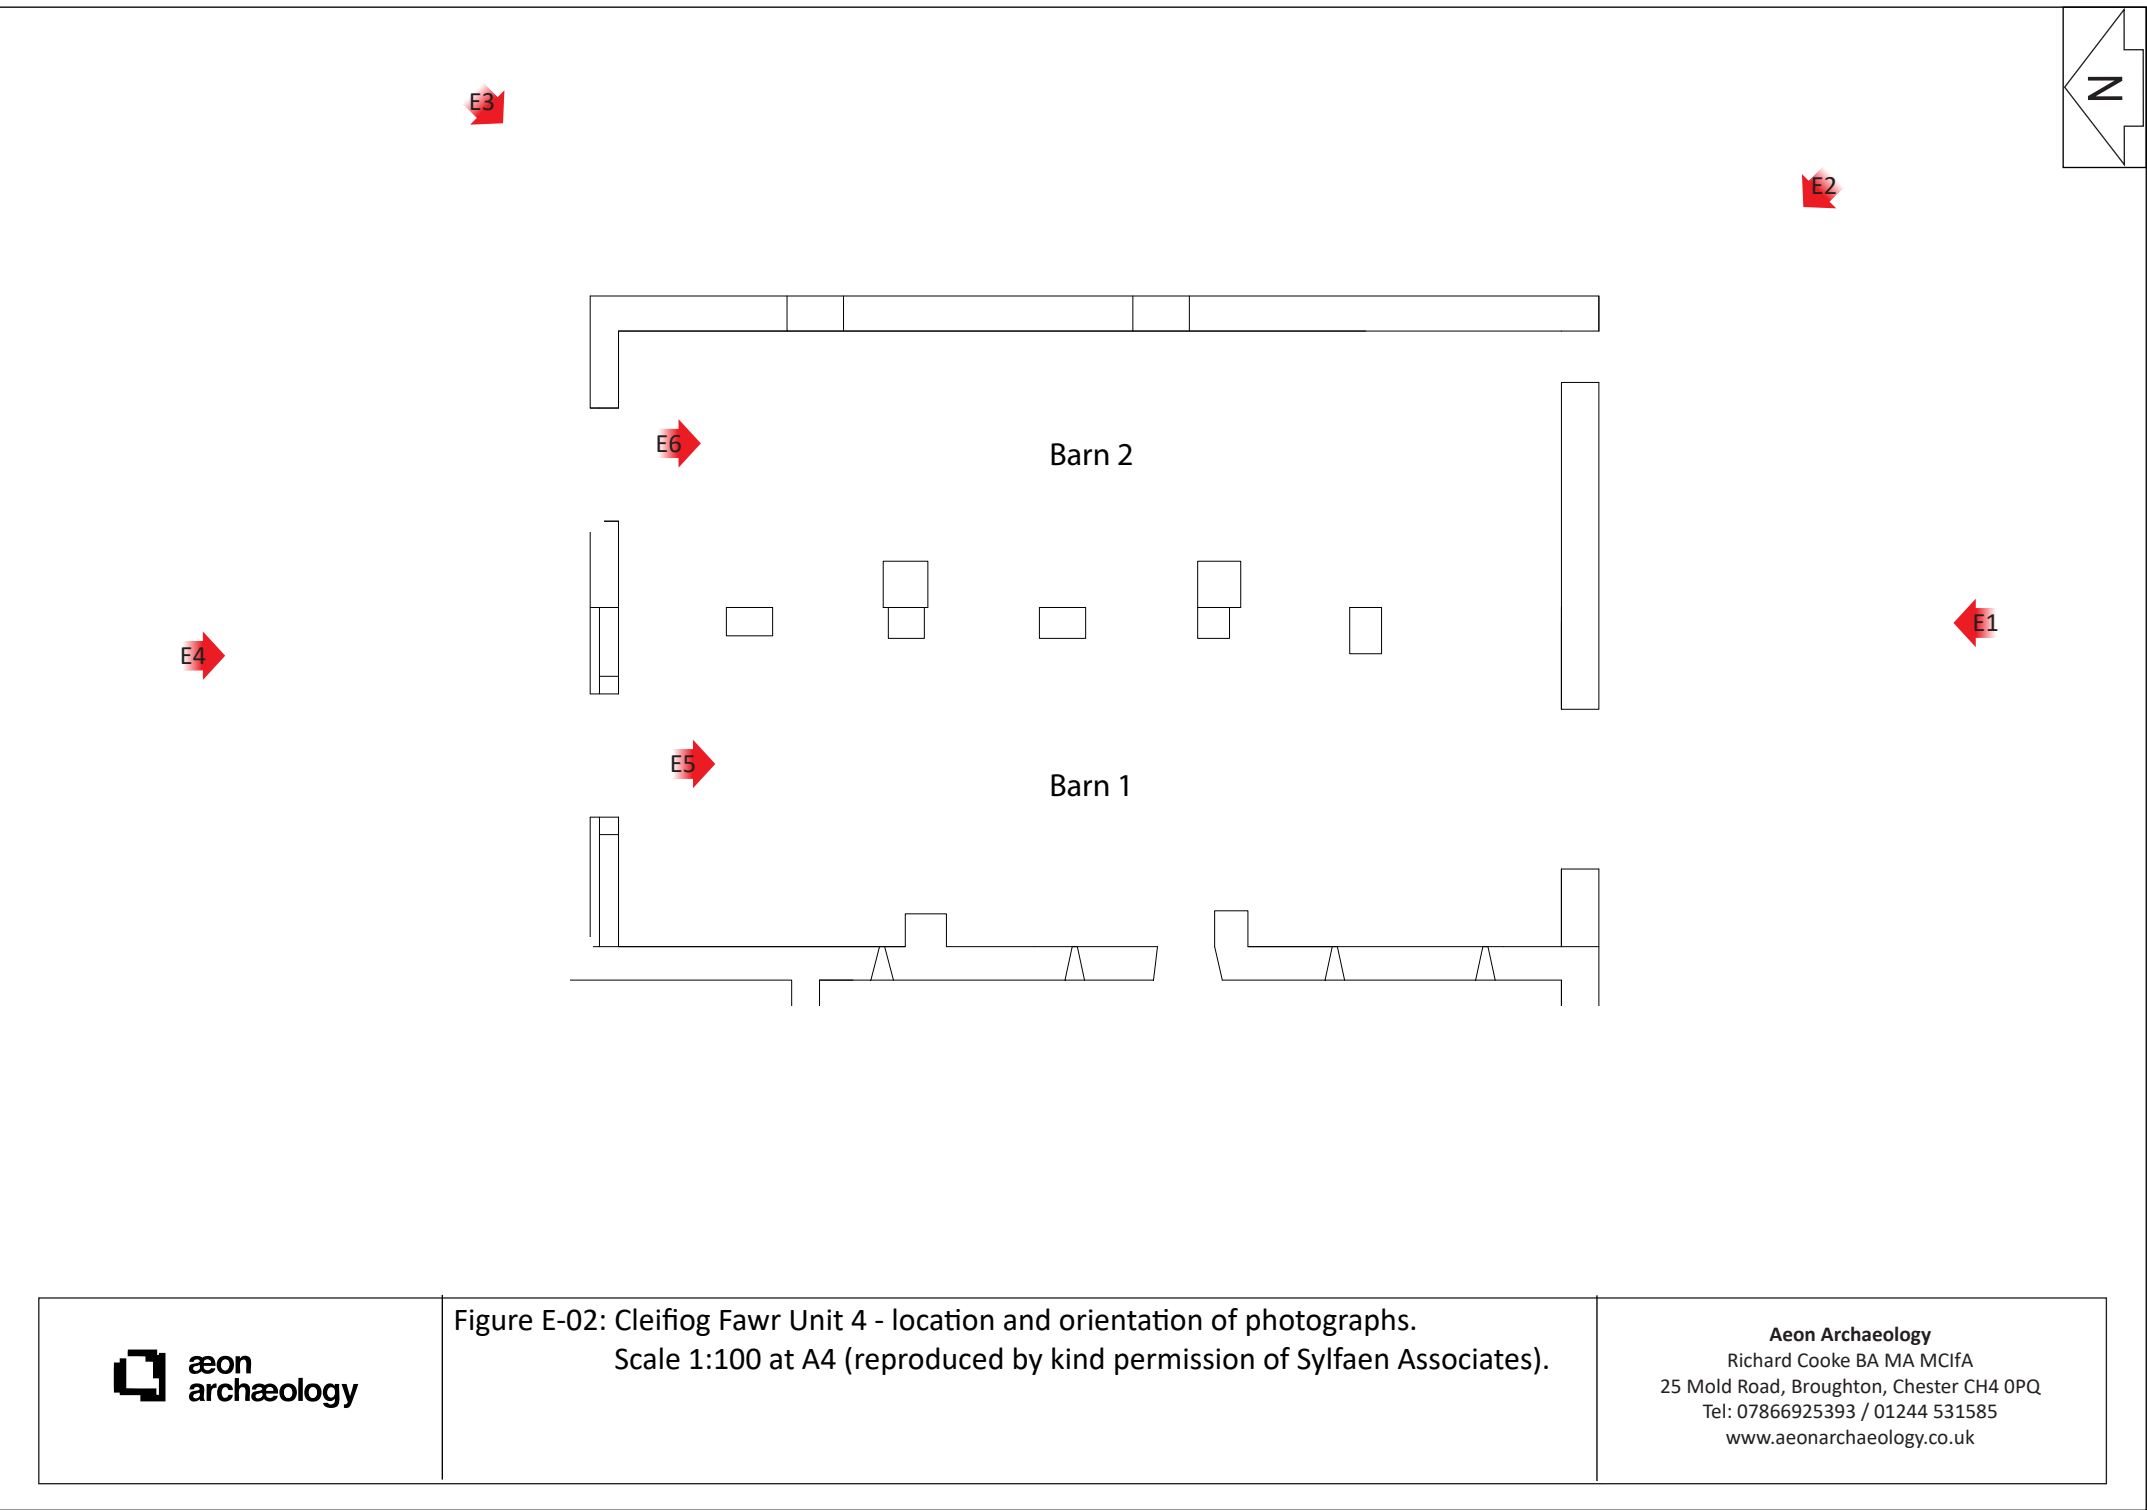 N
E3
E2
E6
Barn 2
E1
E4
E5
Barn 1
æon
archæology
Figure E-02: Cleifiog Fawr Unit 4 - location and orientation of photographs.
Scale 1:100 at A4 (reproduced by kind permission of Sylfaen Associates).
Aeon Archaeology
Richard Cooke BA MA MCIfA
25 Mold Road, Broughton, Chester CH4 0PQ
Tel: 07866925393 / 01244 531585
www.aeonarchaeology.co.uk